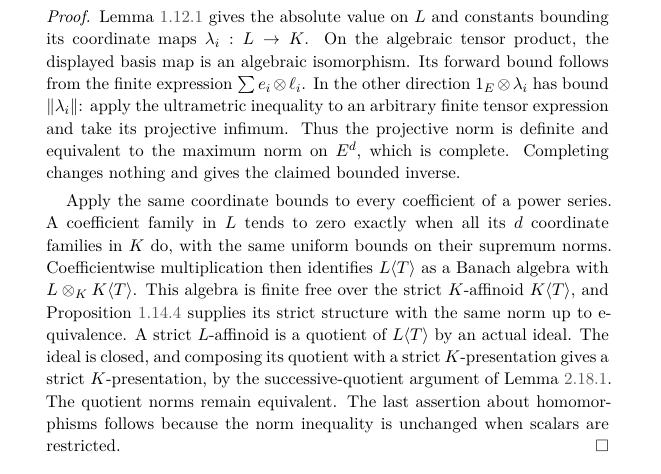 Proof. Lemma 1.12.1 gives the absolute value on L and constants bounding
its coordinate maps λᵢ : L → K. On the algebraic tensor product, the
displayed basis map is an algebraic isomorphism. Its forward bound follows
from the finite expression ∑ eᵢ⊗ℓᵢ. In the other direction 1_E⊗λᵢ has bound
‖λᵢ‖: apply the ultrametric inequality to an arbitrary finite tensor expression
and take its projective infimum. Thus the projective norm is definite and
equivalent to the maximum norm on Eᵈ, which is complete. Completing
changes nothing and gives the claimed bounded inverse.
Apply the same coordinate bounds to every coefficient of a power series.
A coefficient family in L tends to zero exactly when all its d coordinate
families in K do, with the same uniform bounds on their supremum norms.
Coefficientwise multiplication then identifies L⟨T⟩ as a Banach algebra with
L ⊗_K K⟨T⟩. This algebra is finite free over the strict K-affinoid K⟨T⟩, and
Proposition 1.14.4 supplies its strict structure with the same norm up to e-
quivalence. A strict L-affinoid is a quotient of L⟨T⟩ by an actual ideal. The
ideal is closed, and composing its quotient with a strict K-presentation gives a
strict K-presentation, by the successive-quotient argument of Lemma 2.18.1.
The quotient norms remain equivalent. The last assertion about homomor-
phisms follows because the norm inequality is unchanged when scalars are
restricted. □